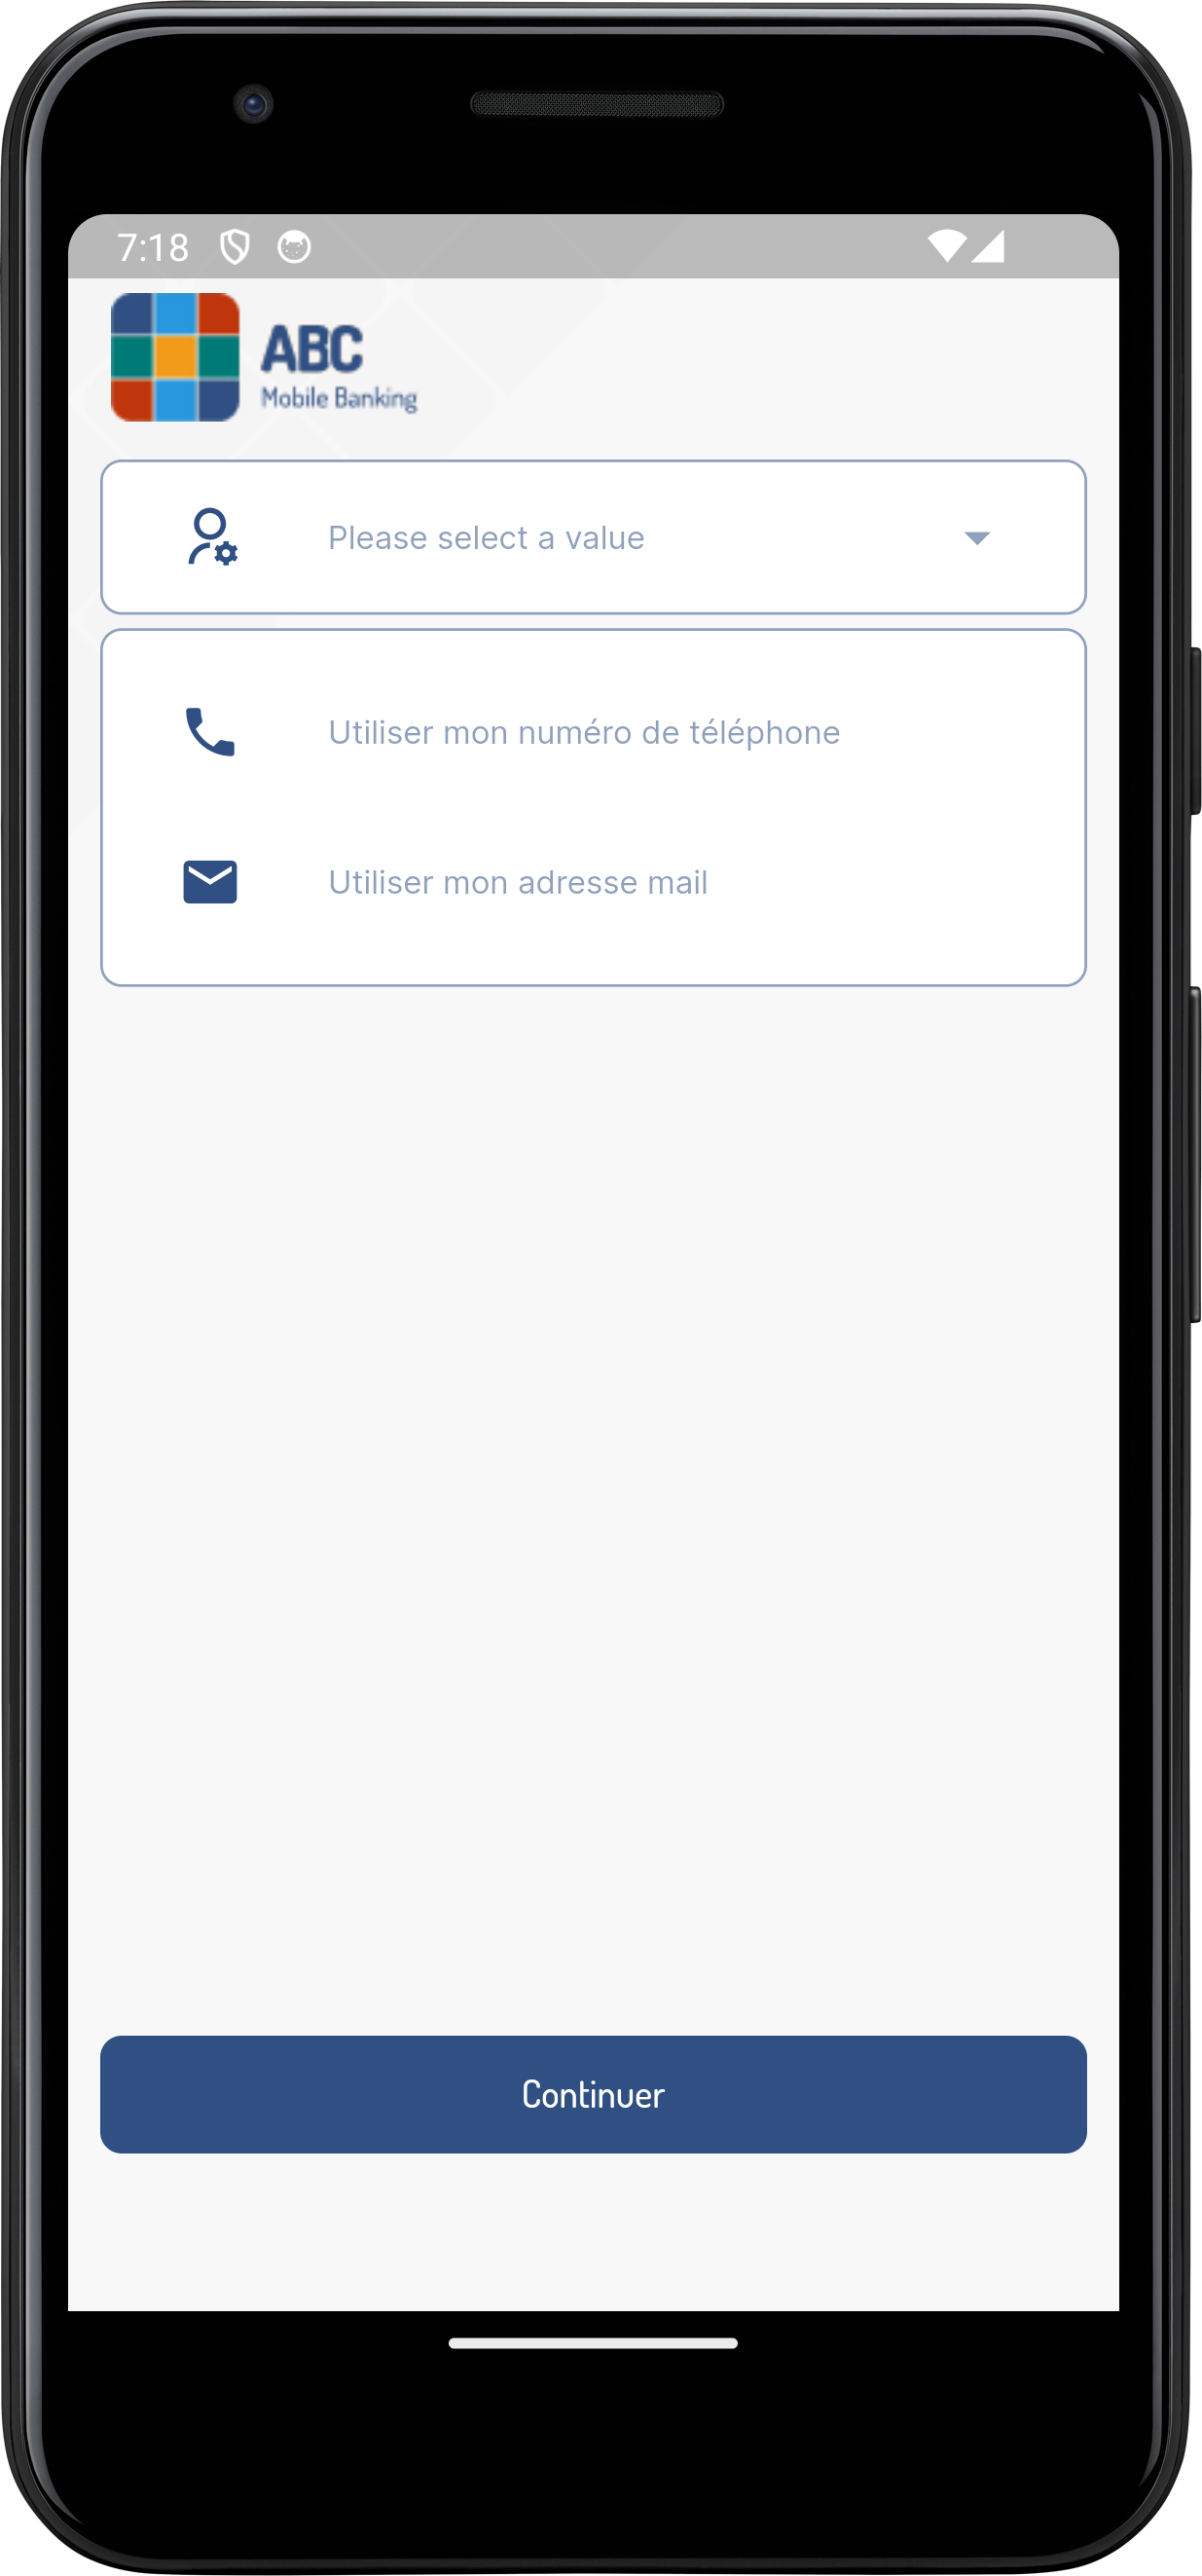 7:18
ABC
Mobile Banking
Please select a value
Utiliser mon numéro de téléphone
Utiliser mon adresse mail
Continuer